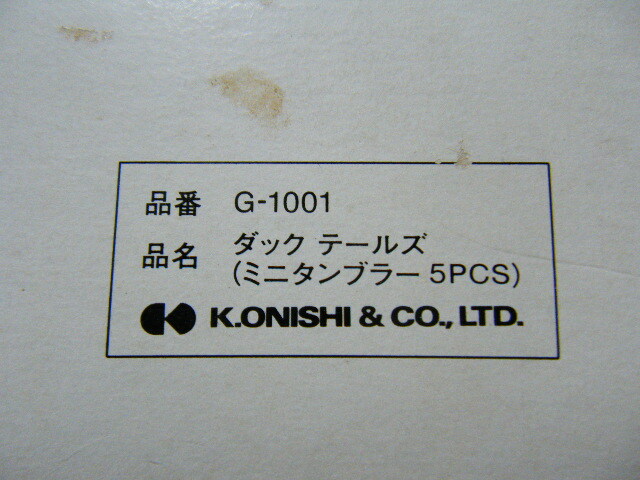 品番 G-1001
品名 ダック テールズ
(ミニタンブラー 5PCS)
K.ONISHI & CO., LTD.